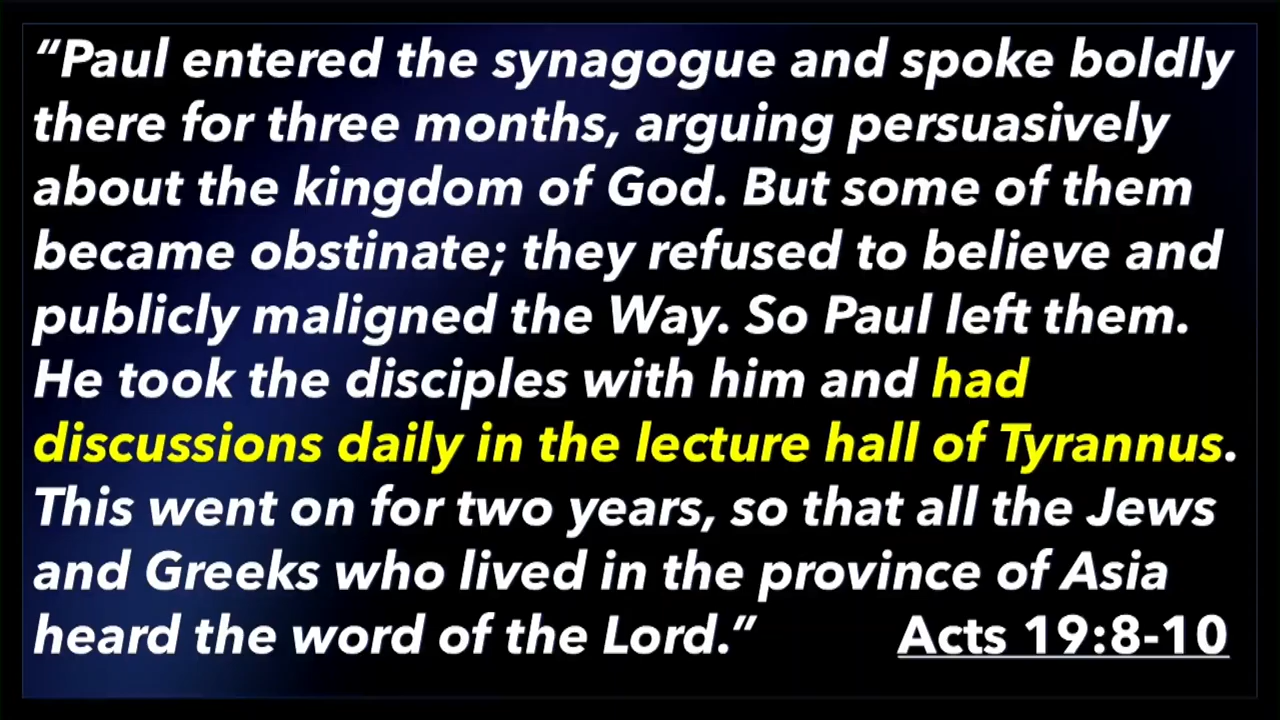 “Paul entered the synagogue and spoke boldly
there for three months, arguing persuasively
about the kingdom of God. But some of them
became obstinate; they refused to believe and
publicly maligned the Way. So Paul left them.
He took the disciples with him and had
discussions daily in the lecture hall of Tyrannus.
This went on for two years, so that all the Jews
and Greeks who lived in the province of Asia
heard the word of the Lord.” Acts 19:8-10